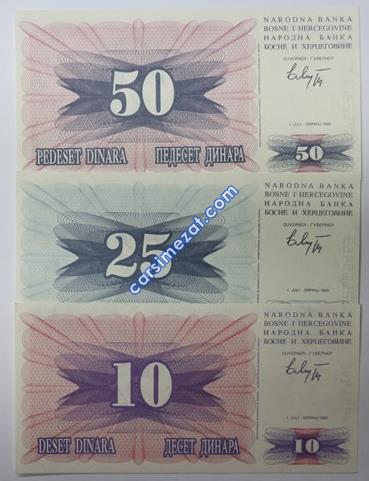 NARODNA BANKA
BOSNE I HERCEGOVINE
НАРОДНА БАНКА
БОСНЕ И ХЕРЦЕГОВИНЕ
GUVERNER - ГУВЕРНЕР
50
PEDESET DINARA ПЕДЕСЕТ ДИНАРА
50
NARODNA BANKA
BOSNE I HERCEGOVINE
НАРОДНА БАНКА
БОСНЕ И ХЕРЦЕГОВИНЕ
GUVERNER - ГУВЕРНЕР
25
carsimezat.com
NARODNA BANKA
BOSNE I HERCEGOVINE
НАРОДНА БАНКА
БОСНЕ И ХЕРЦЕГОВИНЕ
GUVERNER - ГУВЕРНЕР
10
DESET DINARA ДЕСЕТ ДИНАРА
10